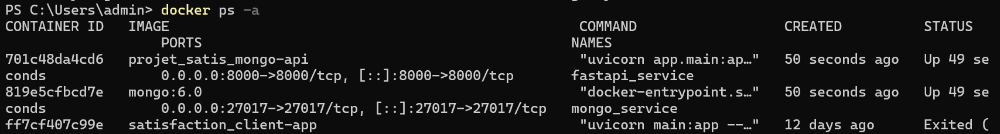 PS C:\Users\admin> docker ps -a
CONTAINER ID   IMAGE                                                  COMMAND                  CREATED          STATUS
                   PORTS                                             NAMES
701c48da4cd6   projet_satis_mongo-api                                 "uvicorn app.main:ap…"   50 seconds ago   Up 49 se
conds              0.0.0.0:8000->8000/tcp, [::]:8000->8000/tcp       fastapi_service
819e5cfbcd7e   mongo:6.0                                              "docker-entrypoint.s…"   50 seconds ago   Up 49 se
conds              0.0.0.0:27017->27017/tcp, [::]:27017->27017/tcp   mongo_service
ff7cf407c99e   satisfaction_client-app                                "uvicorn main:app --…"   12 days ago      Exited (